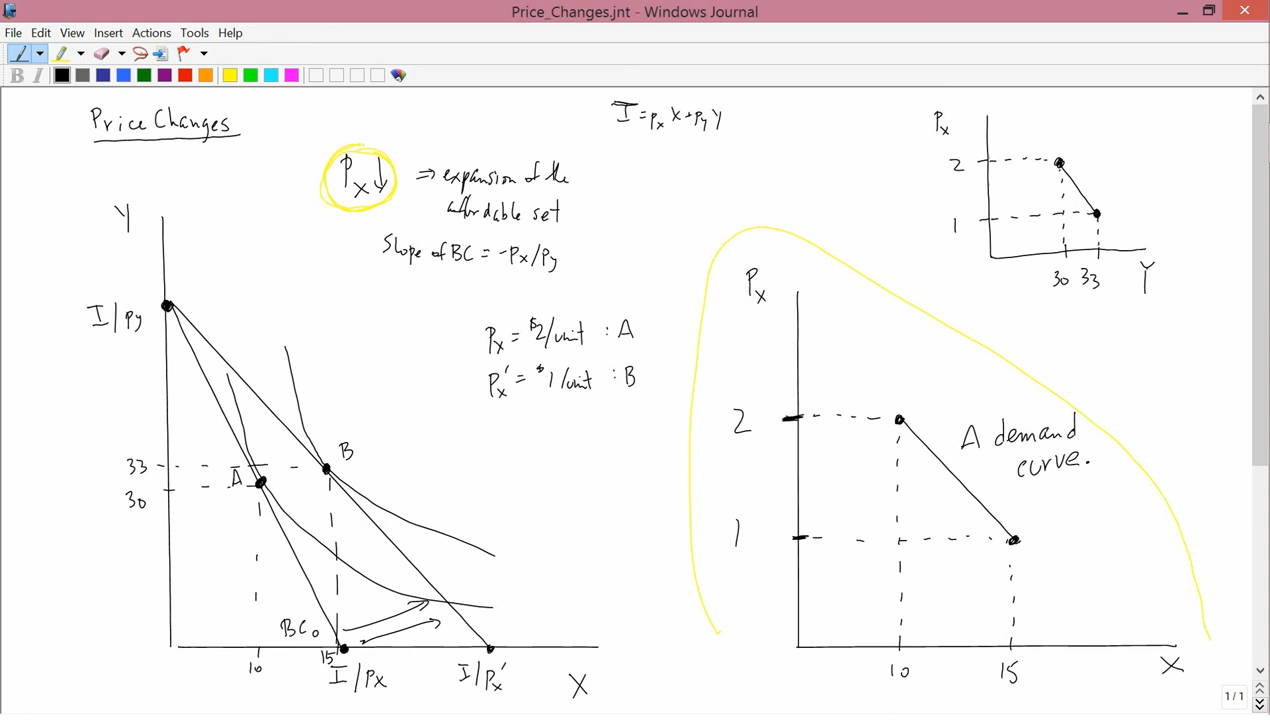 Price_Changes.jnt - Windows Journal
File Edit View Insert Actions Tools Help
B I
Price Changes
I = Px X + Py Y
Px ↓ ⇒ expansion of the
affordable set
Slope of BC = -Px/Py
Px = $2/unit : A
Px' = $1/unit : B
Y
I/Py
33
30
A
B
BC₀
10
15
I/Px
I/Px'
X
Px
2
1
30 33
Y
Px
2
1
A demand
curve.
10
15
X
1 / 1